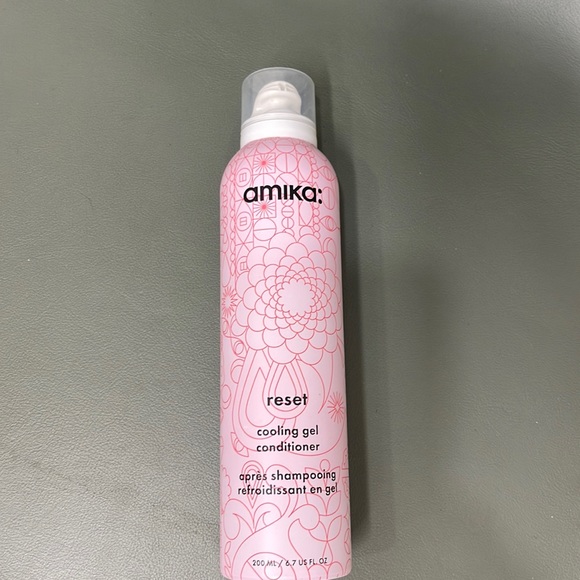 amika:
reset
cooling gel
conditioner
après shampooing
refroidissant en gel
200 ML / 6.7 US FL. OZ